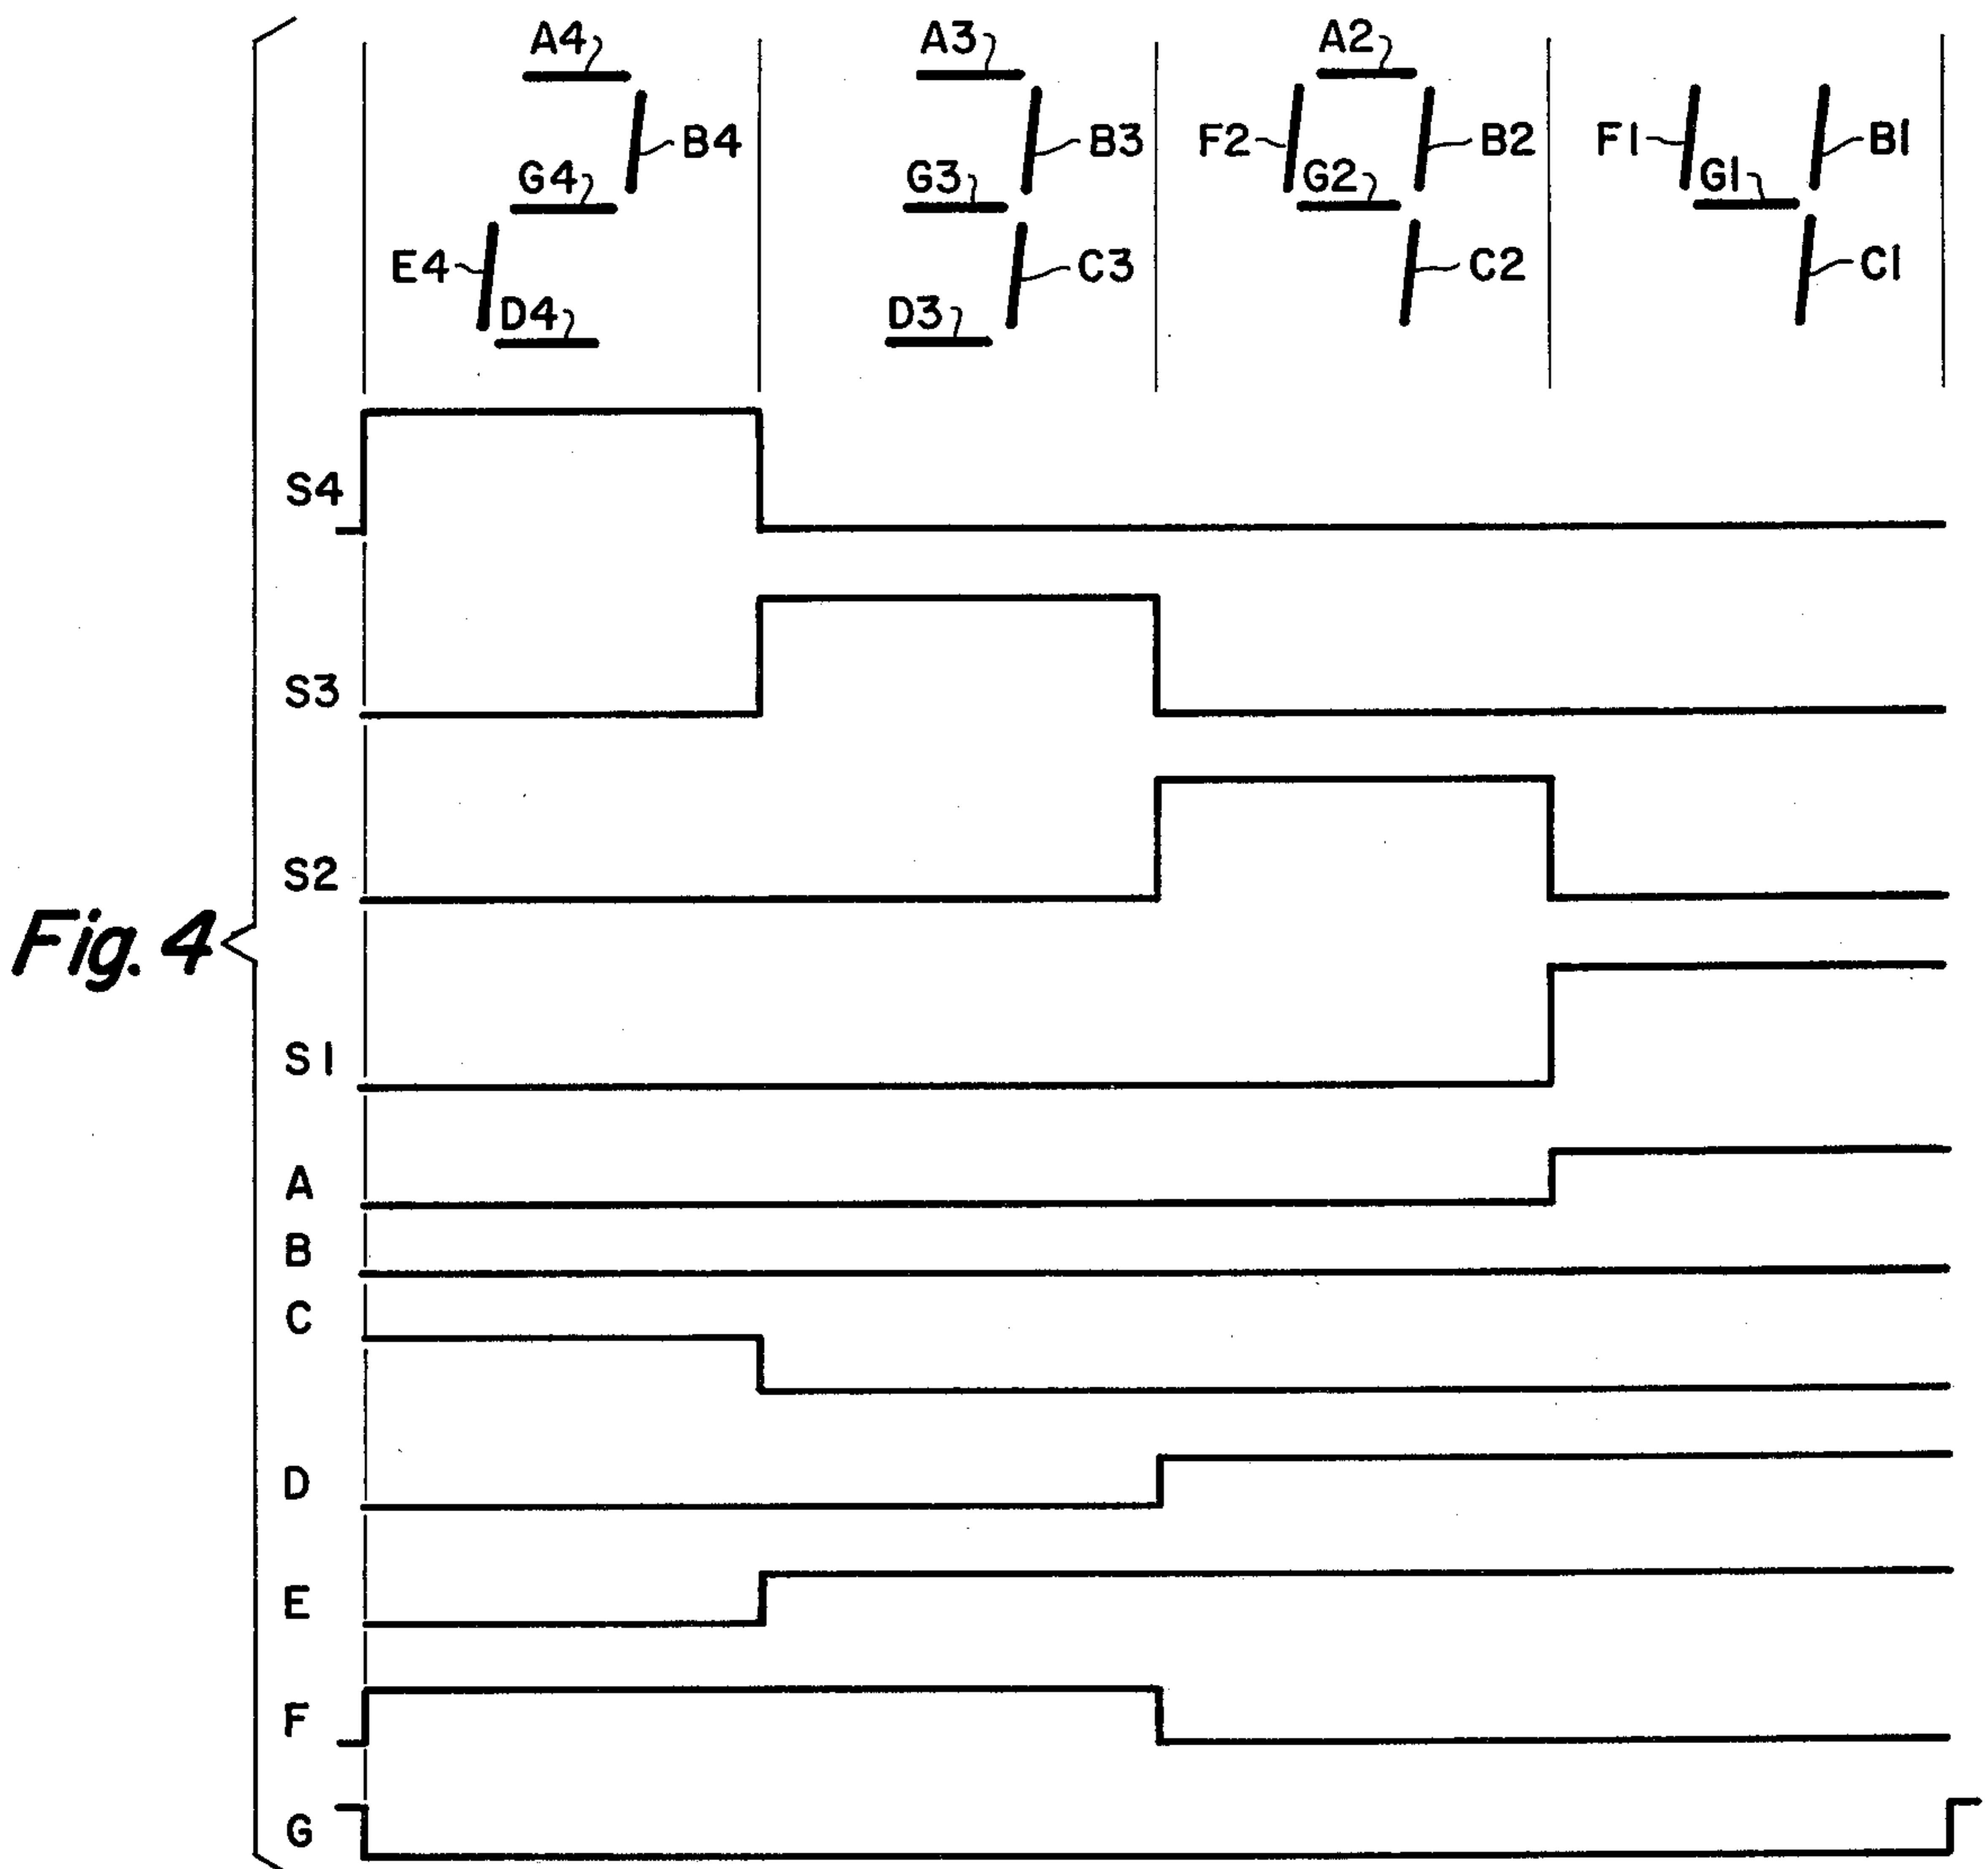 A4 A3 A2
B4 B3 F2 B2 F1 B1
G4 G3 G2 G1
E4 C3 C2 C1
D4 D3
S4
S3
S2
Fig. 4
S1
A
B
C
D
E
F
G